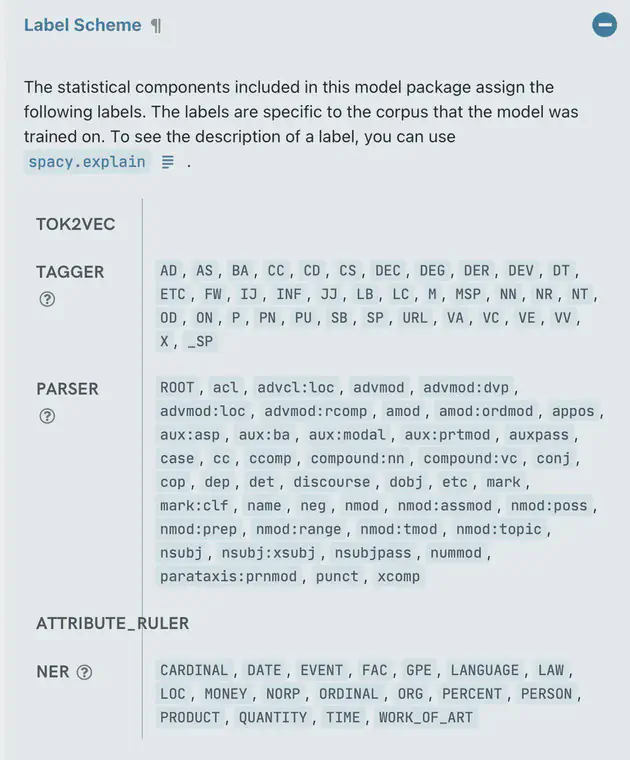 Label Scheme ¶
The statistical components included in this model package assign the
following labels. The labels are specific to the corpus that the model was
trained on. To see the description of a label, you can use
spacy.explain .
TOK2VEC
TAGGER
AD, AS, BA, CC, CD, CS, DEC, DEG, DER, DEV, DT,
ETC, FW, IJ, INF, JJ, LB, LC, M, MSP, NN, NR, NT,
OD, ON, P, PN, PU, SB, SP, URL, VA, VC, VE, VV,
X, _SP
PARSER
ROOT, acl, advcl:loc, advmod, advmod:dvp,
advmod:loc, advmod:rcomp, amod, amod:ordmod, appos,
aux:asp, aux:ba, aux:modal, aux:prtmod, auxpass,
case, cc, ccomp, compound:nn, compound:vc, conj,
cop, dep, det, discourse, dobj, etc, mark,
mark:clf, name, neg, nmod, nmod:assmod, nmod:poss,
nmod:prep, nmod:range, nmod:tmod, nmod:topic,
nsubj, nsubj:xsubj, nsubjpass, nummod,
parataxis:prnmod, punct, xcomp
ATTRIBUTE_RULER
NER
CARDINAL, DATE, EVENT, FAC, GPE, LANGUAGE, LAW,
LOC, MONEY, NORP, ORDINAL, ORG, PERCENT, PERSON,
PRODUCT, QUANTITY, TIME, WORK_OF_ART